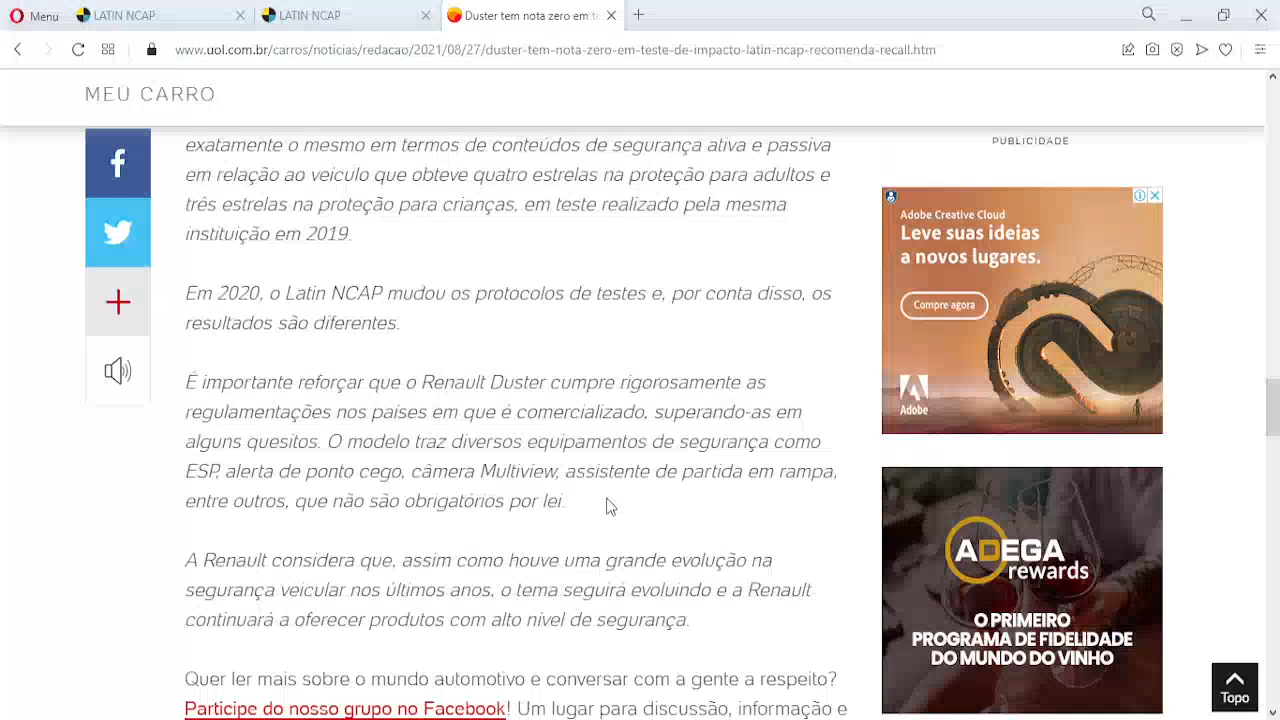 Menu
LATIN NCAP
LATIN NCAP
Duster tem nota zero em te
www.uol.com.br/carros/noticias/redacao/2021/08/27/duster-tem-nota-zero-em-teste-de-impacto-latin-ncap-recomenda-recall.htm
MEU CARRO
exatamente o mesmo em termos de conteúdos de segurança ativa e passiva
em relação ao veículo que obteve quatro estrelas na proteção para adultos e
três estrelas na proteção para crianças, em teste realizado pela mesma
instituição em 2019.
Em 2020, o Latin NCAP mudou os protocolos de testes e, por conta disso, os
resultados são diferentes.
É importante reforçar que o Renault Duster cumpre rigorosamente as
regulamentações nos países em que é comercializado, superando-as em
alguns quesitos. O modelo traz diversos equipamentos de segurança como
ESP, alerta de ponto cego, câmera Multiview, assistente de partida em rampa,
entre outros, que não são obrigatórios por lei.
A Renault considera que, assim como houve uma grande evolução na
segurança veicular nos últimos anos, o tema seguirá evoluindo e a Renault
continuará a oferecer produtos com alto nível de segurança.
Quer ler mais sobre o mundo automotivo e conversar com a gente a respeito?
Participe do nosso grupo no Facebook! Um lugar para discussão, informação e
PUBLICIDADE
Adobe Creative Cloud
Leve suas ideias
a novos lugares.
Compre agora
Adobe
ADEGA
rewards
O PRIMEIRO
PROGRAMA DE FIDELIDADE
DO MUNDO DO VINHO
Topo